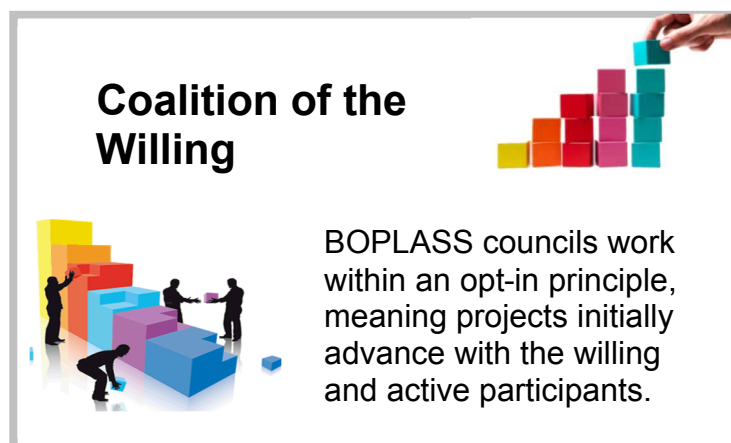 Coalition of the
Willing
BOPLASS councils work
within an opt-in principle,
meaning projects initially
advance with the willing
and active participants.